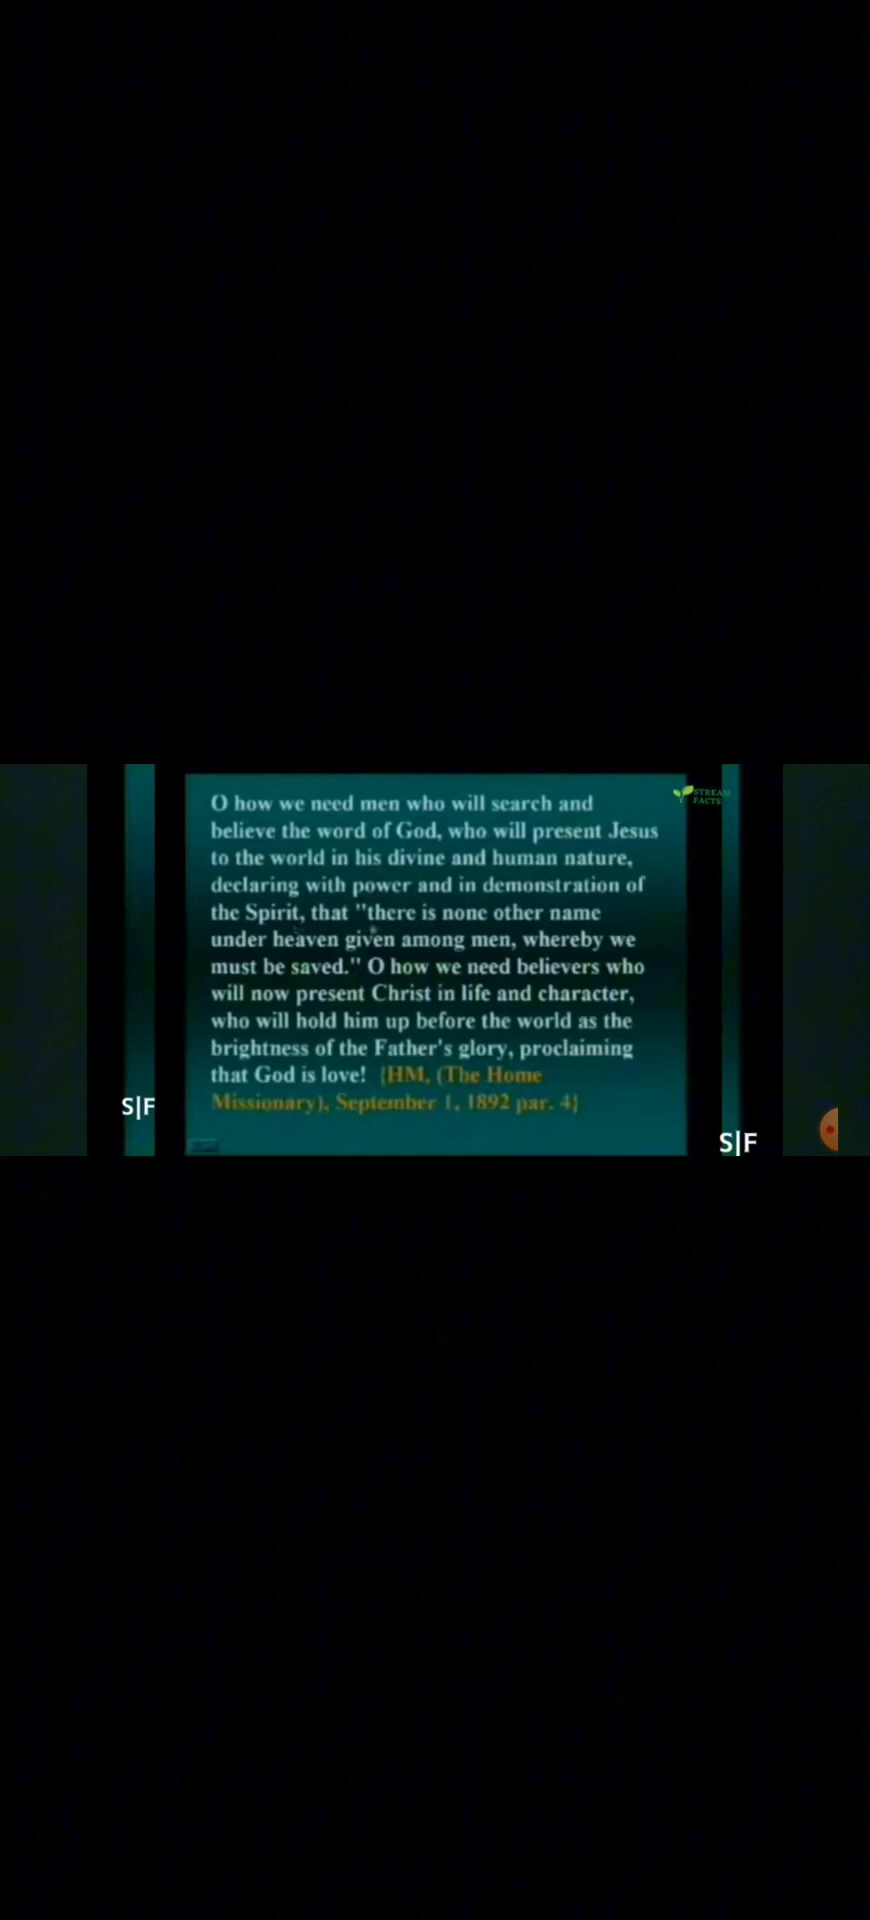 O how we need men who will search and
believe the word of God, who will present Jesus
to the world in his divine and human nature,
declaring with power and in demonstration of
the Spirit, that "there is none other name
under heaven given among men, whereby we
must be saved." O how we need believers who
will now present Christ in life and character,
who will hold him up before the world as the
brightness of the Father's glory, proclaiming
that God is love! {HM, (The Home
Missionary), September 1, 1892 par. 4}
STREAM
FACTS
S|F
S|F